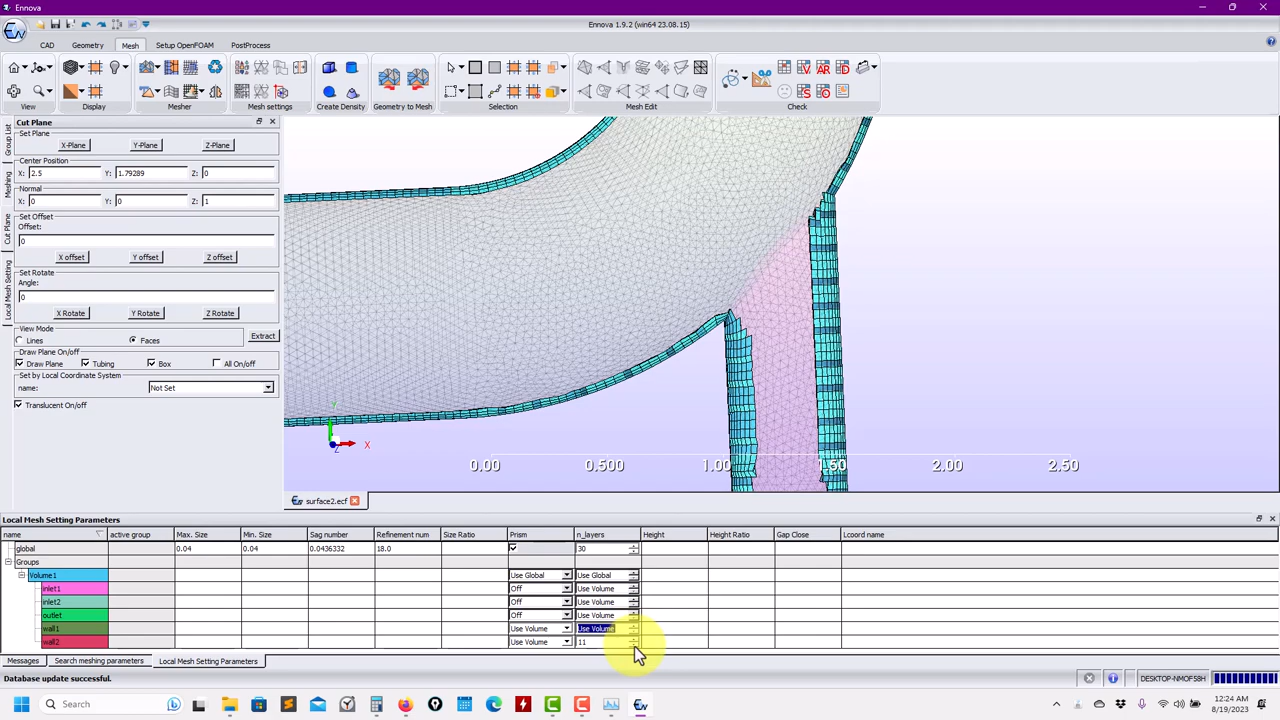 Ennova
Ennova 1.9.2 (win64 23.08.15)
CAD Geometry Mesh Setup OpenFOAM PostProcess
View Display Mesher Mesh settings Create Density Geometry to Mesh Selection Mesh Edit Check
Cut Plane
Set Plane
X-Plane Y-Plane Z-Plane
Center Position
X: 2.5 Y: 1.79289 Z: 0
Normal
X: 0 Y: 0 Z: 1
Set Offset
Offset:
0
X offset Y offset Z offset
Set Rotate
Angle:
0
X Rotate Y Rotate Z Rotate
View Mode
Lines Faces Extract
Draw Plane On/off
Draw Plane Tubing Box All On/off
Set by Local Coordinate System
name: Not Set
Translucent On/off
Group List
Meshing
Cut Plane
Local Mesh Setting
Y
X
Z
0.00 0.500 1.00 1.50 2.00 2.50
surface2.ecf
Local Mesh Setting Parameters
name active group Max. Size Min. Size Sag number Refinement num Size Ratio Prism n_layers Height Height Ratio Gap Close Lcoord name
global 0.04 0.04 0.0436332 18.0 30
Groups
Volume1 Use Global Use Global
inlet1 Off Use Volume
inlet2 Off Use Volume
outlet Off Use Volume
wall1 Use Volume Use Volume
wall2 Use Volume 11
Messages Search meshing parameters Local Mesh Setting Parameters
Database update successful. DESKTOP-NMOF58H
Search
12:24 AM
8/19/2023